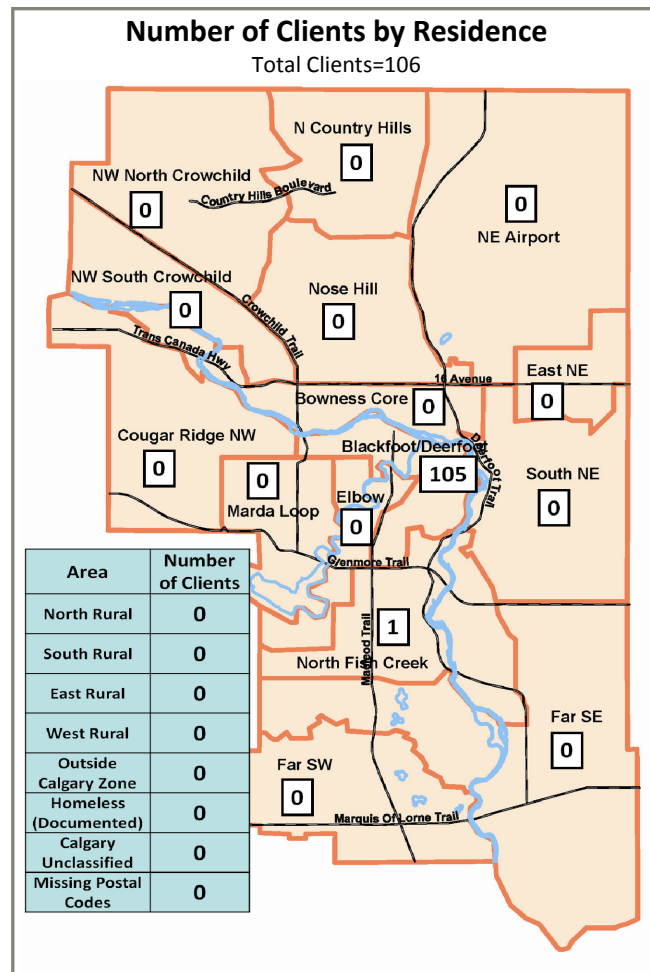 Number of Clients by Residence
Total Clients=106
N Country Hills
0
NW North Crowchild
0
Country Hills Boulevard
0
NE Airport
NW South Crowchild
0
Nose Hill
0
Crowchild Trail
Trans Canada Hwy
16 Avenue
East NE
0
Bowness Core
0
Cougar Ridge NW
0
Blackfoot/Deerfoot
105
Deerfoot Trail
South NE
0
0
Marda Loop
Elbow
0
Glenmore Trail
1
North Fish Creek
Macleod Trail
Far SE
0
Far SW
0
Marquis Of Lorne Trail
Area
Number of Clients
North Rural
0
South Rural
0
East Rural
0
West Rural
0
Outside
Calgary Zone
0
Homeless
(Documented)
0
Calgary
Unclassified
0
Missing Postal
Codes
0